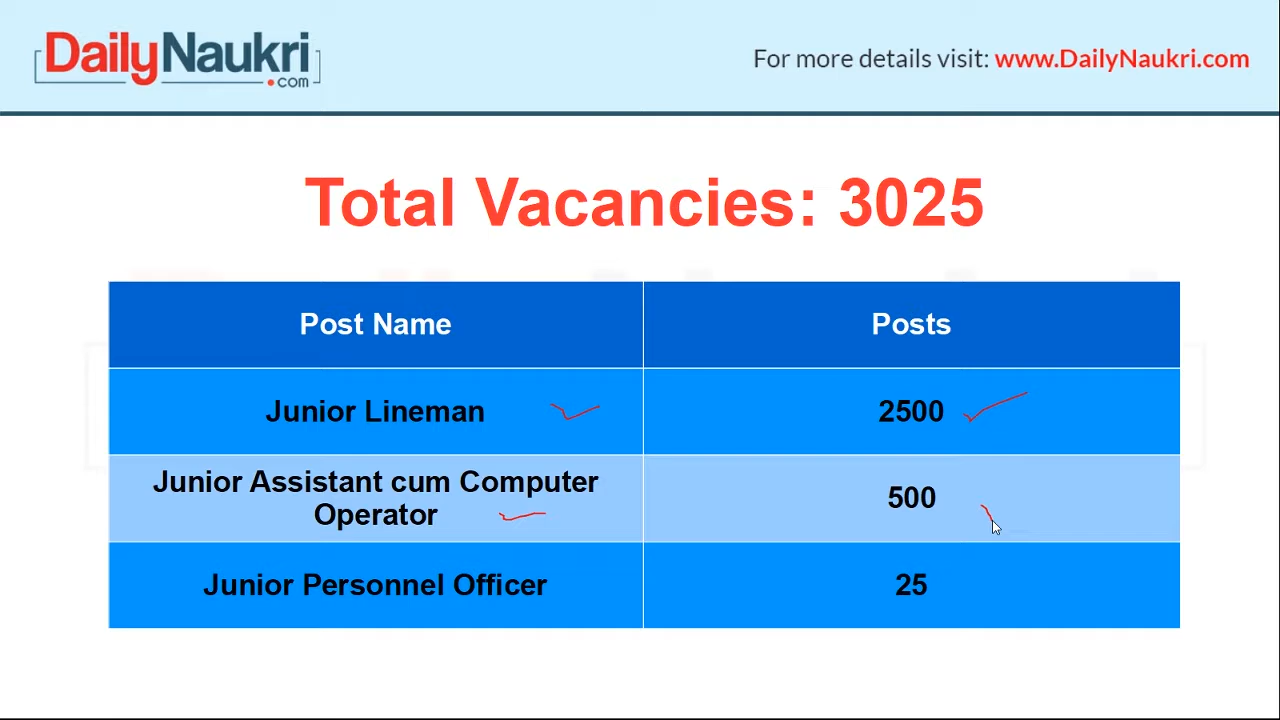 DailyNaukri
.com
For more details visit: www.DailyNaukri.com
Total Vacancies: 3025
Post Name Posts
Junior Lineman 2500
Junior Assistant cum Computer
Operator 500
Junior Personnel Officer 25